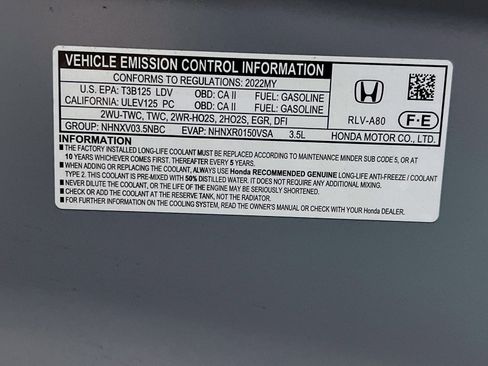 VEHICLE EMISSION CONTROL INFORMATION
CONFORMS TO REGULATIONS: 2022MY
U.S. EPA: T3B125 LDV OBD: CA II FUEL: GASOLINE
CALIFORNIA: ULEV125 PC OBD: CA II FUEL: GASOLINE
2WU-TWC, TWC, 2WR-HO2S, 2HO2S, EGR, DFI
GROUP: NHNXV03.5NBC EVAP: NHNXR0150VSA 3.5L
RLV-A80 F-E
HONDA MOTOR CO., LTD.
INSTRUCTION
■ THE FACTORY INSTALLED LONG-LIFE COOLANT MUST BE REPLACED ACCORDING TO MAINTENANCE MINDER SUB CODE 5, OR AT
10 YEARS WHICHEVER COMES FIRST. THEREAFTER EVERY 5 YEARS.
■ WHEN ADDING OR REPLACING THE COOLANT, ALWAYS USE Honda RECOMMENDED GENUINE LONG-LIFE ANTI-FREEZE / COOLANT
TYPE 2. THIS COOLANT IS PRE-MIXED WITH 50% DISTILLED WATER. IT DOES NOT REQUIRE ANY ADDITIONAL MIXING.
■ NEVER DILUTE THE COOLANT, OR THE LIFE OF THE ENGINE MAY BE SERIOUSLY SHORTENED.
■ CHECK OR ADD THE COOLANT AT THE RESERVE TANK, NOT THE RADIATOR.
■ FOR FURTHER INFORMATION ON THE COOLING SYSTEM, READ THE OWNER'S MANUAL OR CHECK WITH YOUR Honda DEALER.